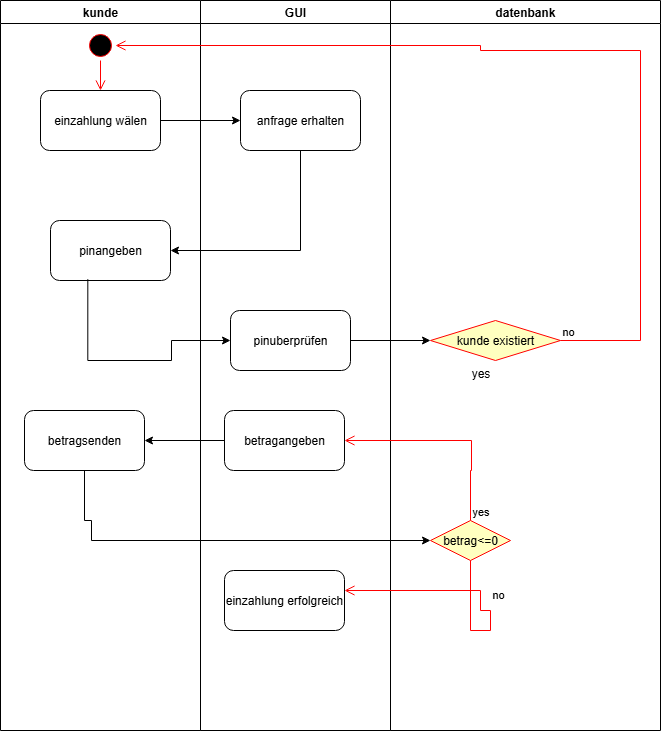 kunde
GUI
datenbank
einzahlung wälen
anfrage erhalten
pinangeben
pinuberprüfen
kunde existiert
no
yes
betragsenden
betragangeben
yes
betrag<=0
einzahlung erfolgreich
no